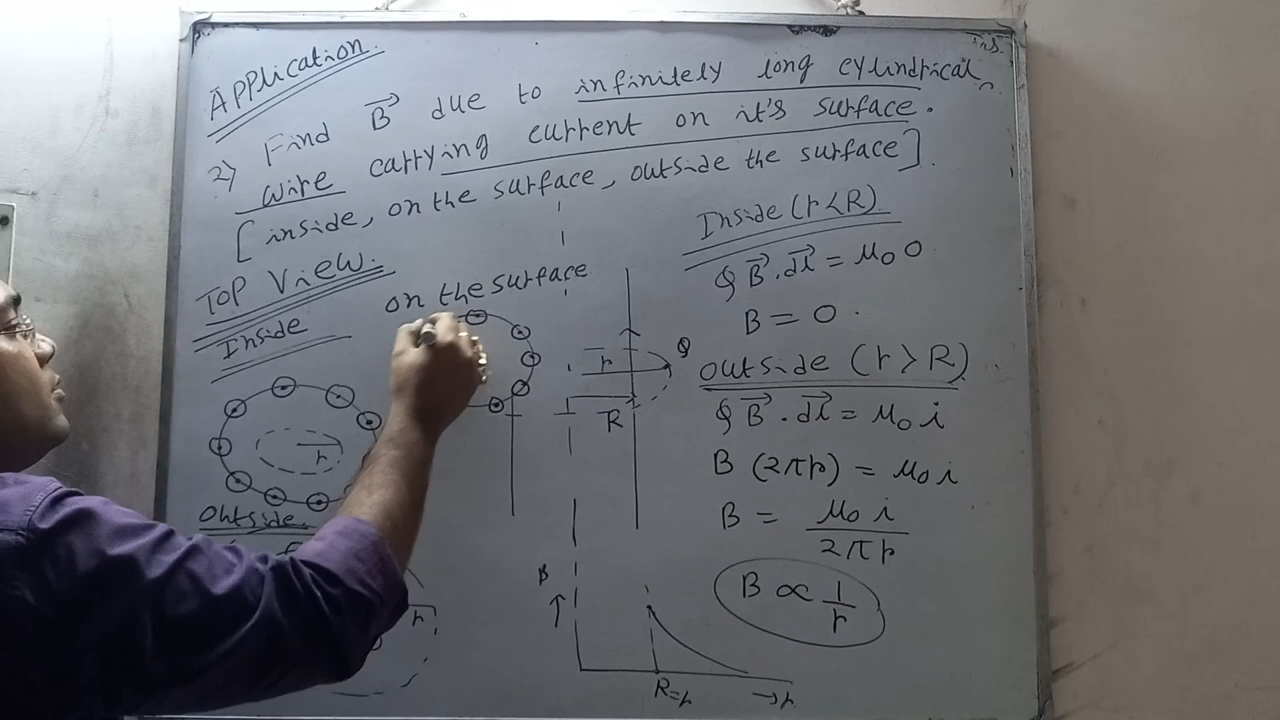 Application.
2) Find B⃗ due to infinitely long cylindrical
wire carrying current on it's surface.
[inside, on the surface, outside the surface].
TOP View.
Inside
r
Outside.
r
on the surface
r
Q
R
B
↑
R=r
→r
Inside (r<R)
∮ B⃗ . dl⃗ = μ₀ 0
B = 0 .
outside (r > R)
∮ B⃗ . dl⃗ = μ₀ i
B (2πr) = μ₀ i
B = μ₀ i / 2πr
B ∝ 1/r